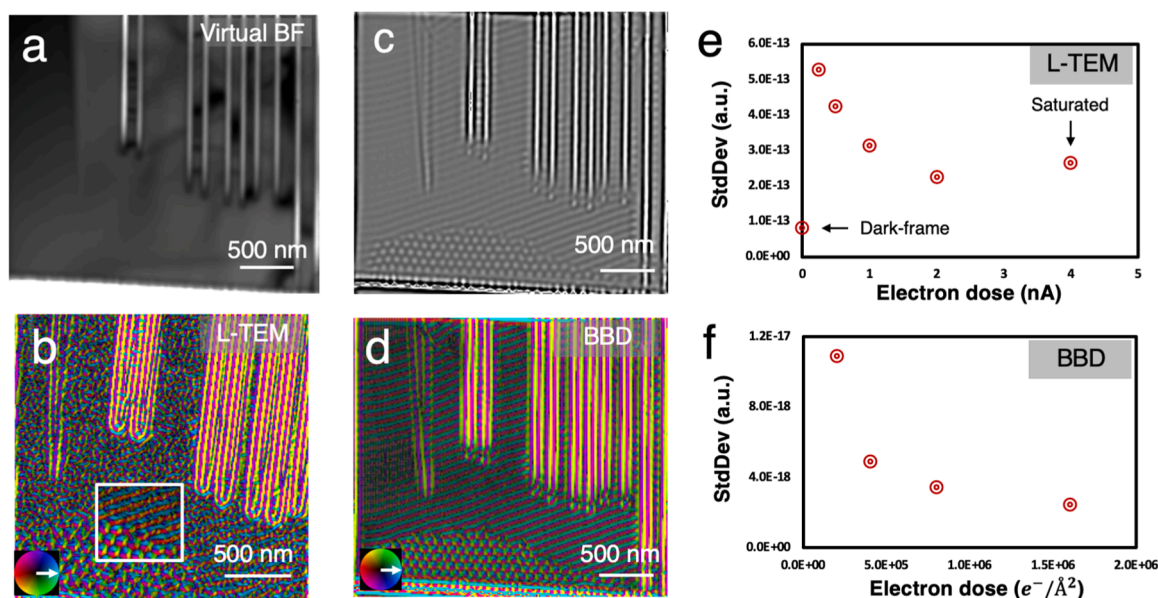 a
Virtual BF
500 nm
c
500 nm
b
L-TEM
500 nm
d
BBD
500 nm
e
L-TEM
Saturated
Dark-frame
StdDev (a.u.)
6.0E-13
5.0E-13
4.0E-13
3.0E-13
2.0E-13
1.0E-13
0.0E+00
0 1 2 3 4 5
Electron dose (nA)
f
BBD
StdDev (a.u.)
1.2E-17
8.0E-18
4.0E-18
0.0E+00
0.0E+00 5.0E+05 1.0E+06 1.5E+06 2.0E+06
Electron dose (e⁻/Å²)